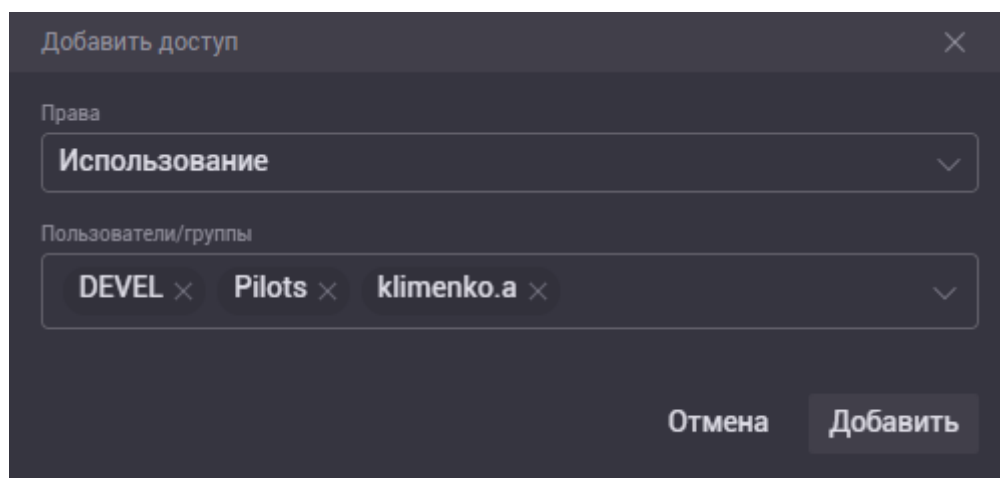 Добавить доступ
Права
Использование
Пользователи/группы
DEVEL Pilots klimenko.a
Отмена Добавить